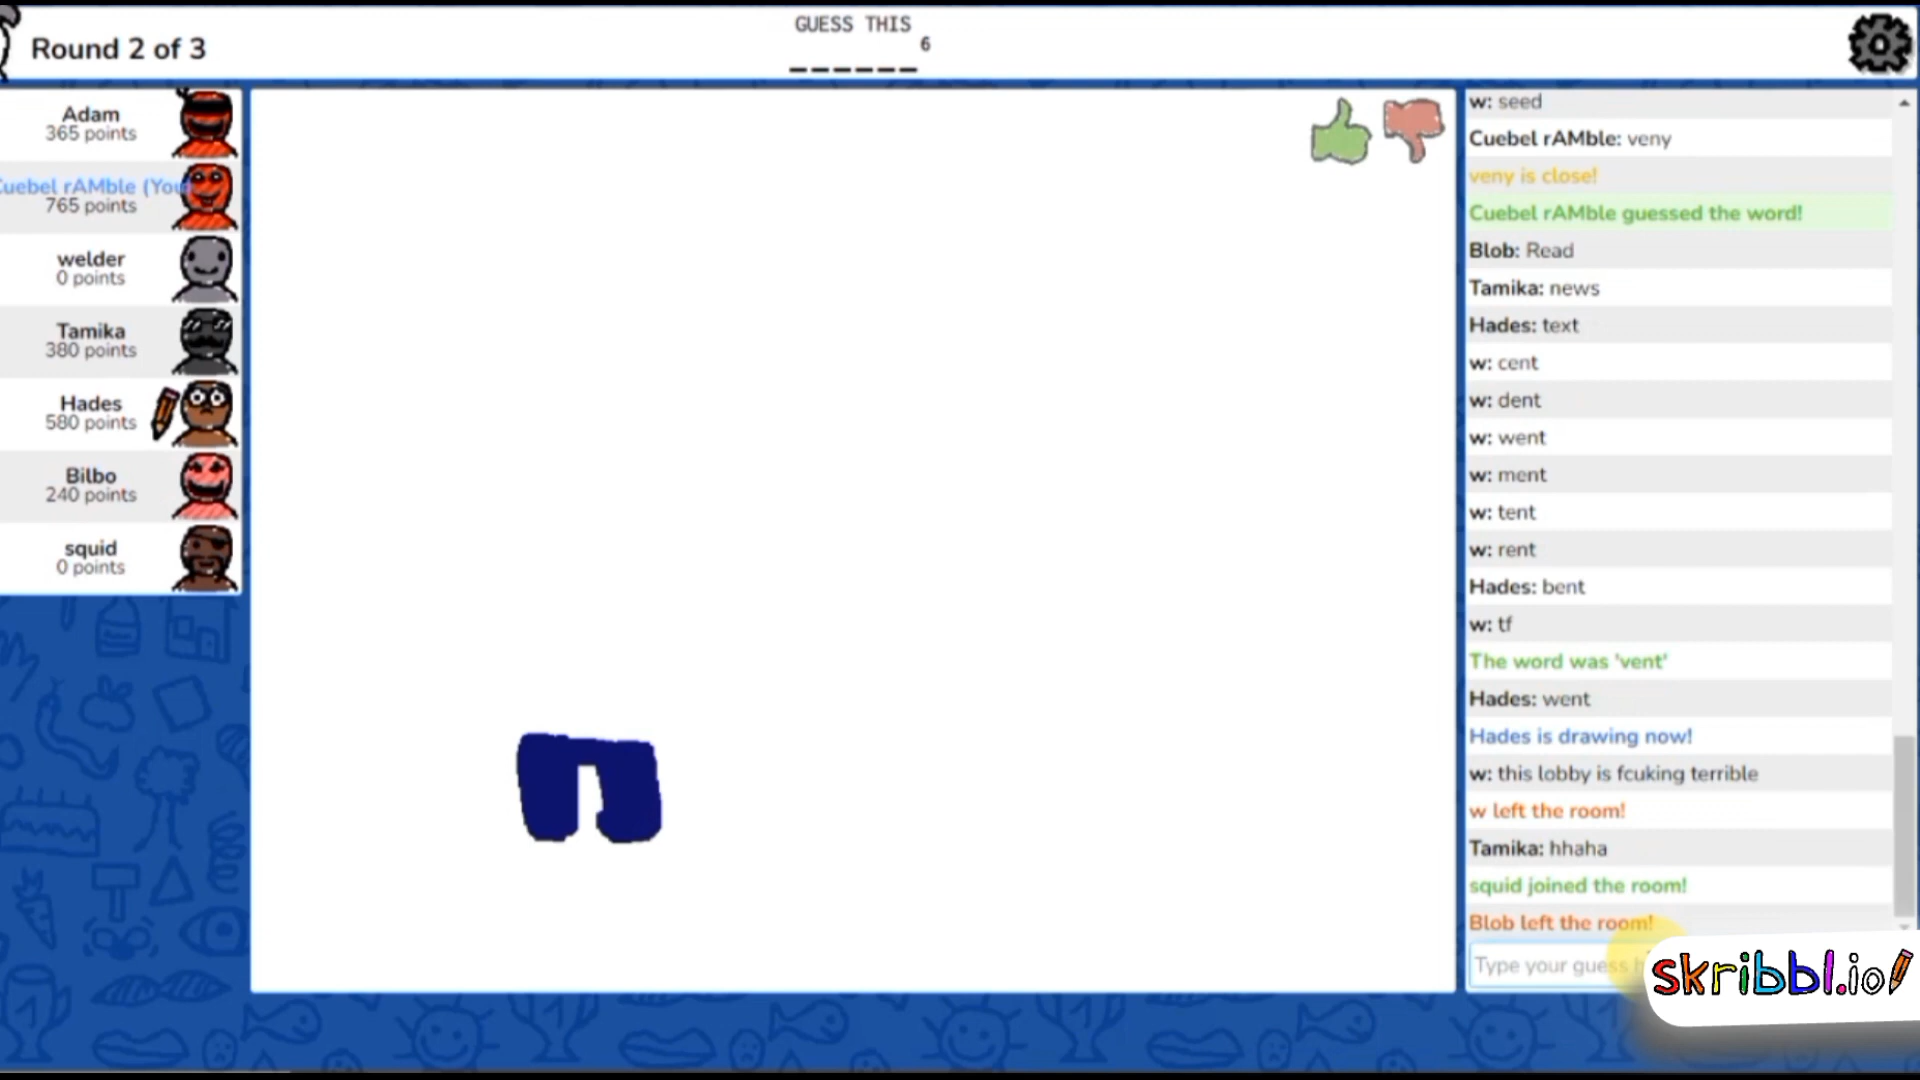 GUESS THIS
6
______
Round 2 of 3
Adam
365 points
Cuebel rAMble (You)
765 points
welder
0 points
Tamika
380 points
Hades
580 points
Bilbo
240 points
squid
0 points
w: seed
Cuebel rAMble: veny
veny is close!
Cuebel rAMble guessed the word!
Blob: Read
Tamika: news
Hades: text
w: cent
w: dent
w: went
w: ment
w: tent
w: rent
Hades: bent
w: tf
The word was 'vent'
Hades: went
Hades is drawing now!
w: this lobby is fcuking terrible
w left the room!
Tamika: hhaha
squid joined the room!
Blob left the room!
Type your guess
skribbl.io